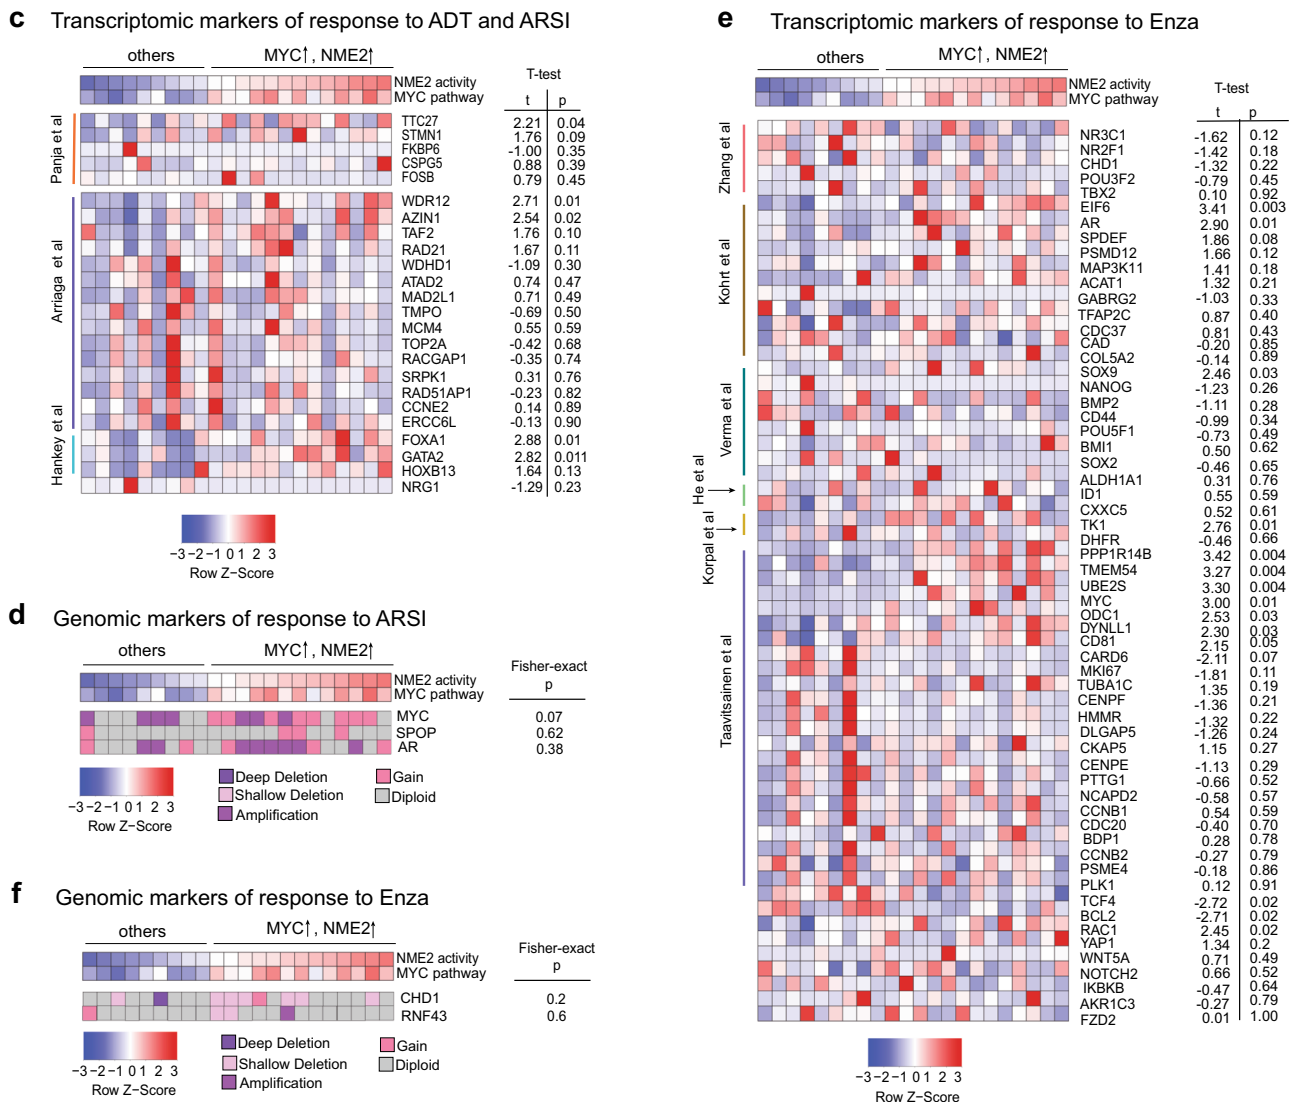 c Transcriptomic markers of response to ADT and ARSI
others MYC↑, NME2↑
NME2 activity
MYC pathway
T-test
t p
Panja et al
TTC27 2.21 0.04
STMN1 1.76 0.09
FKBP6 -1.00 0.35
CSPG5 0.88 0.39
FOSB 0.79 0.45
Arriaga et al
WDR12 2.71 0.01
AZIN1 2.54 0.02
TAF2 1.76 0.10
RAD21 1.67 0.11
WDHD1 -1.09 0.30
ATAD2 0.74 0.47
MAD2L1 0.71 0.49
TMPO -0.69 0.50
MCM4 0.55 0.59
TOP2A -0.42 0.68
RACGAP1 -0.35 0.74
SRPK1 0.31 0.76
RAD51AP1 -0.23 0.82
CCNE2 0.14 0.89
ERCC6L -0.13 0.90
Hankey et al
FOXA1 2.88 0.01
GATA2 2.82 0.011
HOXB13 1.64 0.13
NRG1 -1.29 0.23
−3 −2 −1 0 1 2 3
Row Z−Score
d Genomic markers of response to ARSI
others MYC↑, NME2↑
NME2 activity
MYC pathway
Fisher-exact
p
MYC 0.07
SPOP 0.62
AR 0.38
−3 −2 −1 0 1 2 3
Row Z−Score
Deep Deletion
Shallow Deletion
Amplification
Gain
Diploid
f Genomic markers of response to Enza
others MYC↑, NME2↑
NME2 activity
MYC pathway
Fisher-exact
p
CHD1 0.2
RNF43 0.6
−3 −2 −1 0 1 2 3
Row Z−Score
Deep Deletion
Shallow Deletion
Amplification
Gain
Diploid
e Transcriptomic markers of response to Enza
others MYC↑, NME2↑
NME2 activity
MYC pathway
T-test
t p
Zhang et al
NR3C1 -1.62 0.12
NR2F1 -1.42 0.18
CHD1 -1.32 0.22
POU3F2 -0.79 0.45
TBX2 0.10 0.92
Kohrt et al
EIF6 3.41 0.003
AR 2.90 0.01
SPDEF 1.86 0.08
PSMD12 1.66 0.12
MAP3K11 1.41 0.18
ACAT1 1.32 0.21
GABRG2 -1.03 0.33
TFAP2C 0.87 0.40
CDC37 0.81 0.43
CAD -0.20 0.85
COL5A2 -0.14 0.89
Verma et al
SOX9 2.46 0.03
NANOG -1.23 0.26
BMP2 -1.11 0.28
CD44 -0.99 0.34
POU5F1 -0.73 0.49
BMI1 0.50 0.62
SOX2 -0.46 0.65
ALDH1A1 0.31 0.76
He et al
ID1 0.55 0.59
CXXC5 0.52 0.61
Korpal et al
TK1 2.76 0.01
DHFR -0.46 0.66
Taavitsainen et al
PPP1R14B 3.42 0.004
TMEM54 3.27 0.004
UBE2S 3.30 0.004
MYC 3.00 0.01
ODC1 2.53 0.03
DYNLL1 2.30 0.03
CD81 2.15 0.05
CARD6 -2.11 0.07
MKI67 -1.81 0.11
TUBA1C 1.35 0.19
CENPF -1.36 0.21
HMMR -1.32 0.22
DLGAP5 -1.26 0.24
CKAP5 1.15 0.27
CENPE -1.13 0.29
PTTG1 -0.66 0.52
NCAPD2 -0.58 0.57
CCNB1 0.54 0.59
CDC20 -0.40 0.70
BDP1 0.28 0.78
CCNB2 -0.27 0.79
PSME4 -0.18 0.86
PLK1 0.12 0.91
TCF4 -2.72 0.02
BCL2 -2.71 0.02
RAC1 2.45 0.02
YAP1 1.34 0.2
WNT5A 0.71 0.49
NOTCH2 0.66 0.52
IKBKB -0.47 0.64
AKR1C3 -0.27 0.79
FZD2 0.01 1.00
−3 −2 −1 0 1 2 3
Row Z−Score